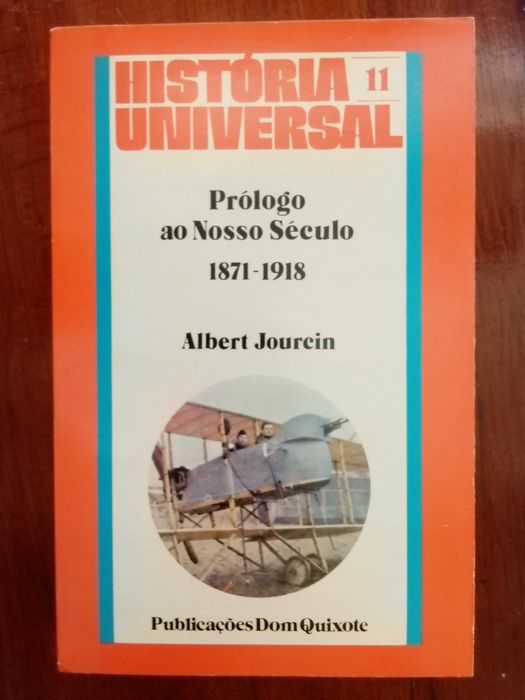 HISTÓRIA 11
UNIVERSAL
Prólogo
ao Nosso Século
1871-1918
Albert Jourcin
Publicações Dom Quixote